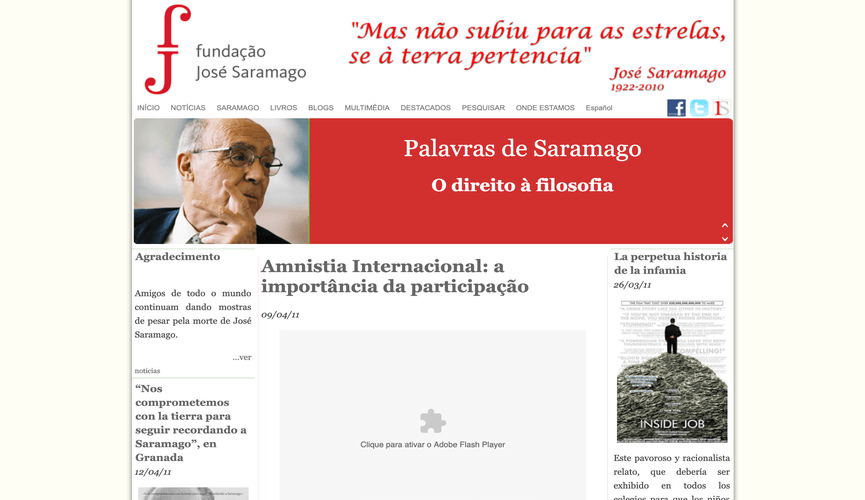 fundação
José Saramago
"Mas não subiu para as estrelas,
se à terra pertencia"
José Saramago
1922-2010
INÍCIO NOTÍCIAS SARAMAGO LIVROS BLOGS MULTIMÉDIA DESTACADOS PESQUISAR ONDE ESTAMOS Español
Palavras de Saramago
O direito à filosofia
Agradecimento
Amigos de todo o mundo
continuam dando mostras
de pesar pela morte de José
Saramago.
...ver
noticias
“Nos
comprometemos
con la tierra para
seguir recordando a
Saramago”, en
Granada
12/04/11
Amnistia Internacional: a
importância da participação
09/04/11
Clique para ativar o Adobe Flash Player
La perpetua historia
de la infamia
26/03/11
INSIDE JOB
Este pavoroso y racionalista
relato, que debería ser
exhibido en todos los
colegios para que los niños